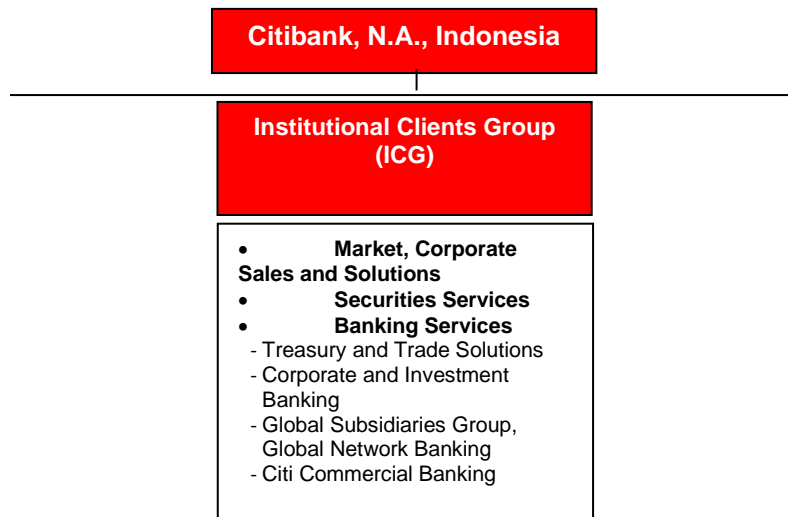 Citibank, N.A., Indonesia
Institutional Clients Group
(ICG)
• Market, Corporate
Sales and Solutions
• Securities Services
• Banking Services
- Treasury and Trade Solutions
- Corporate and Investment
Banking
- Global Subsidiaries Group,
Global Network Banking
- Citi Commercial Banking